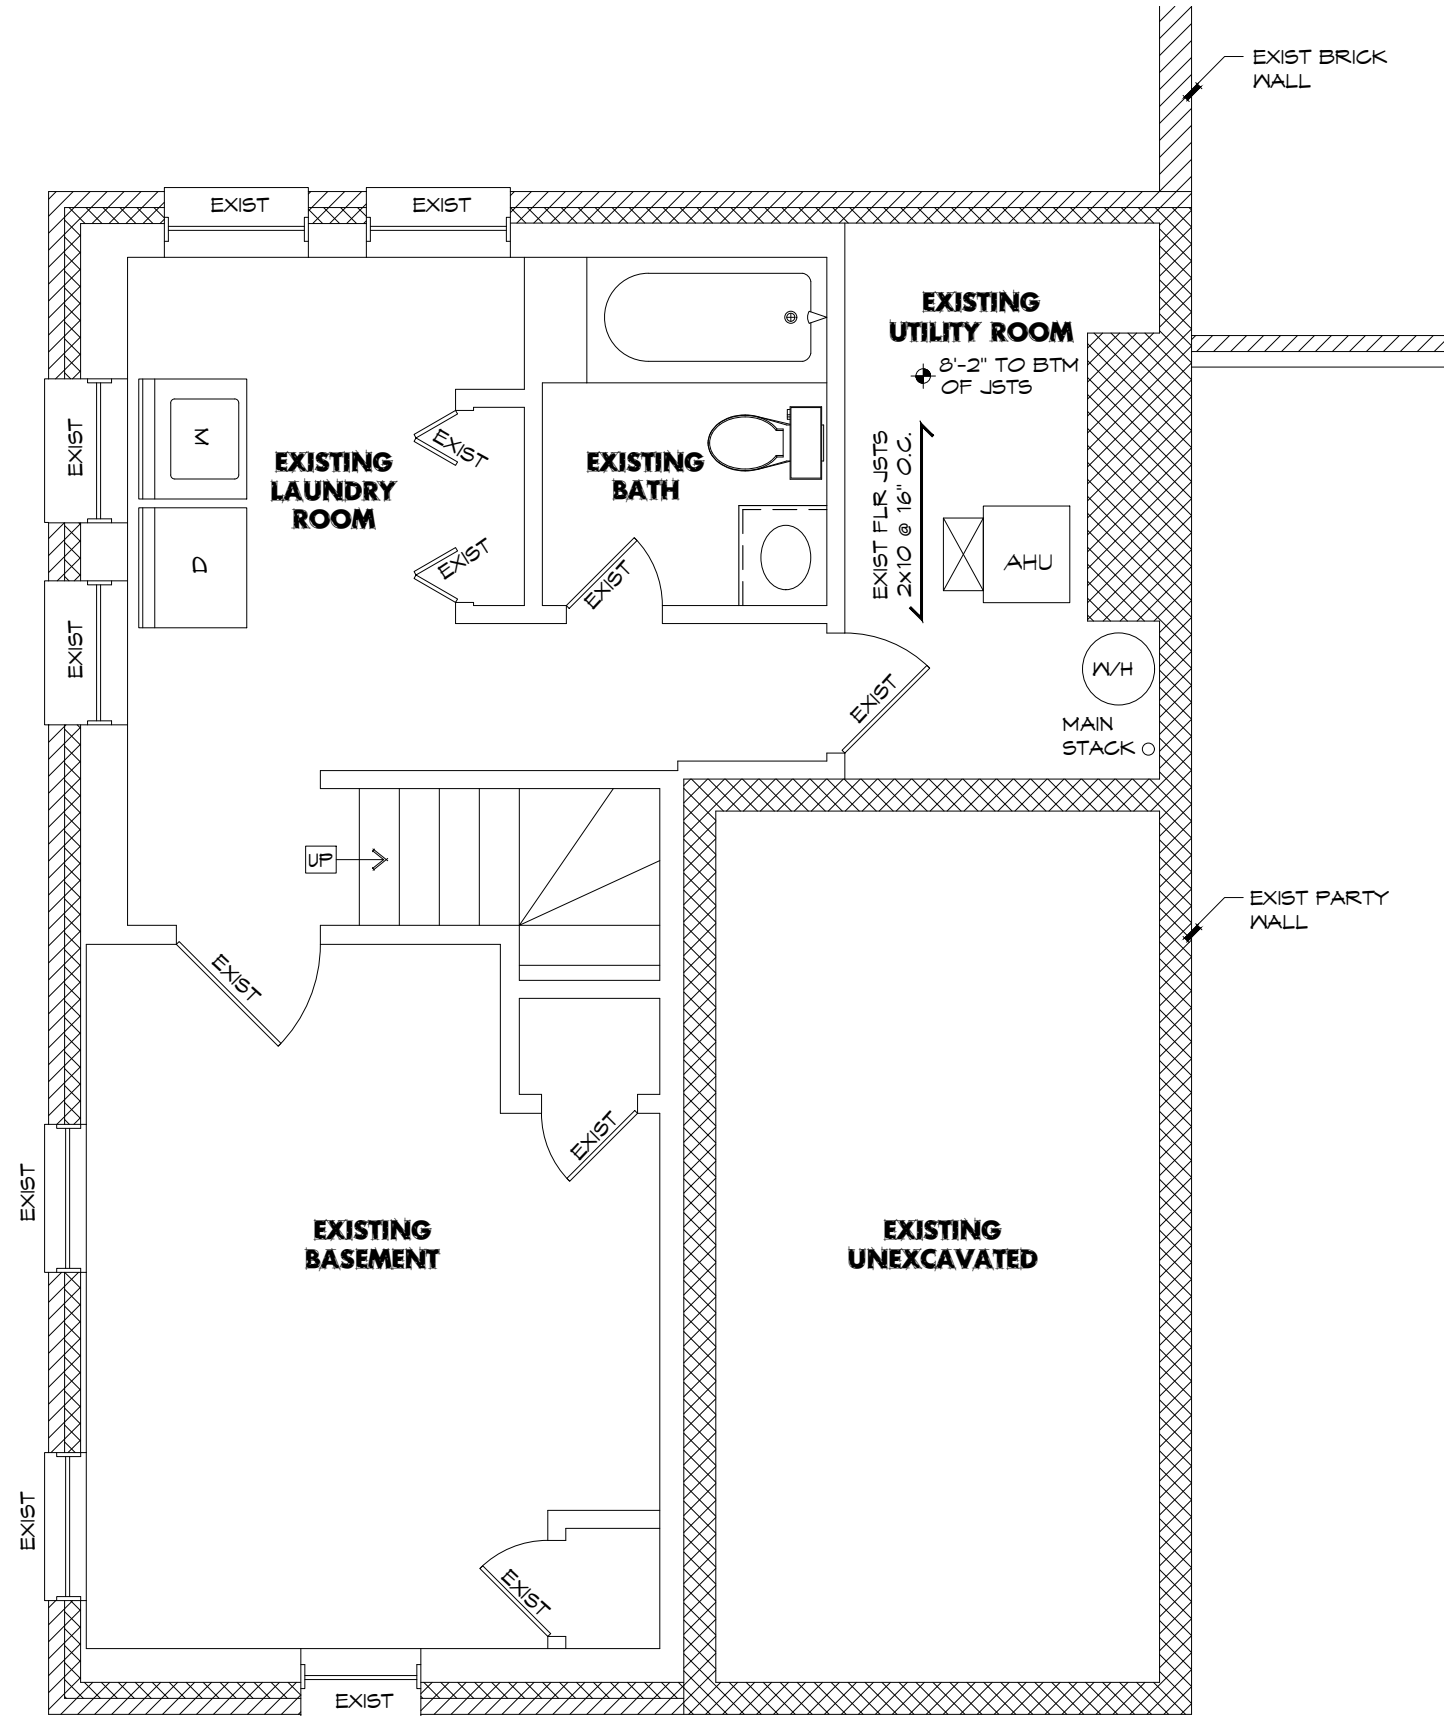 EXIST BRICK
WALL
EXIST
EXIST
EXISTING
UTILITY ROOM
8'-2" TO BTM
OF JSTS
EXIST
W
EXISTING
LAUNDRY
ROOM
EXIST
EXISTING
BATH
EXIST FLR JSTS
2x10 @ 16" O.C.
EXIST
D
EXIST
AHU
EXIST
EXIST
W/H
MAIN
STACK
UP
EXIST PARTY
WALL
EXIST
EXIST
EXIST
EXISTING
BASEMENT
EXISTING
UNEXCAVATED
EXIST
EXIST
EXIST